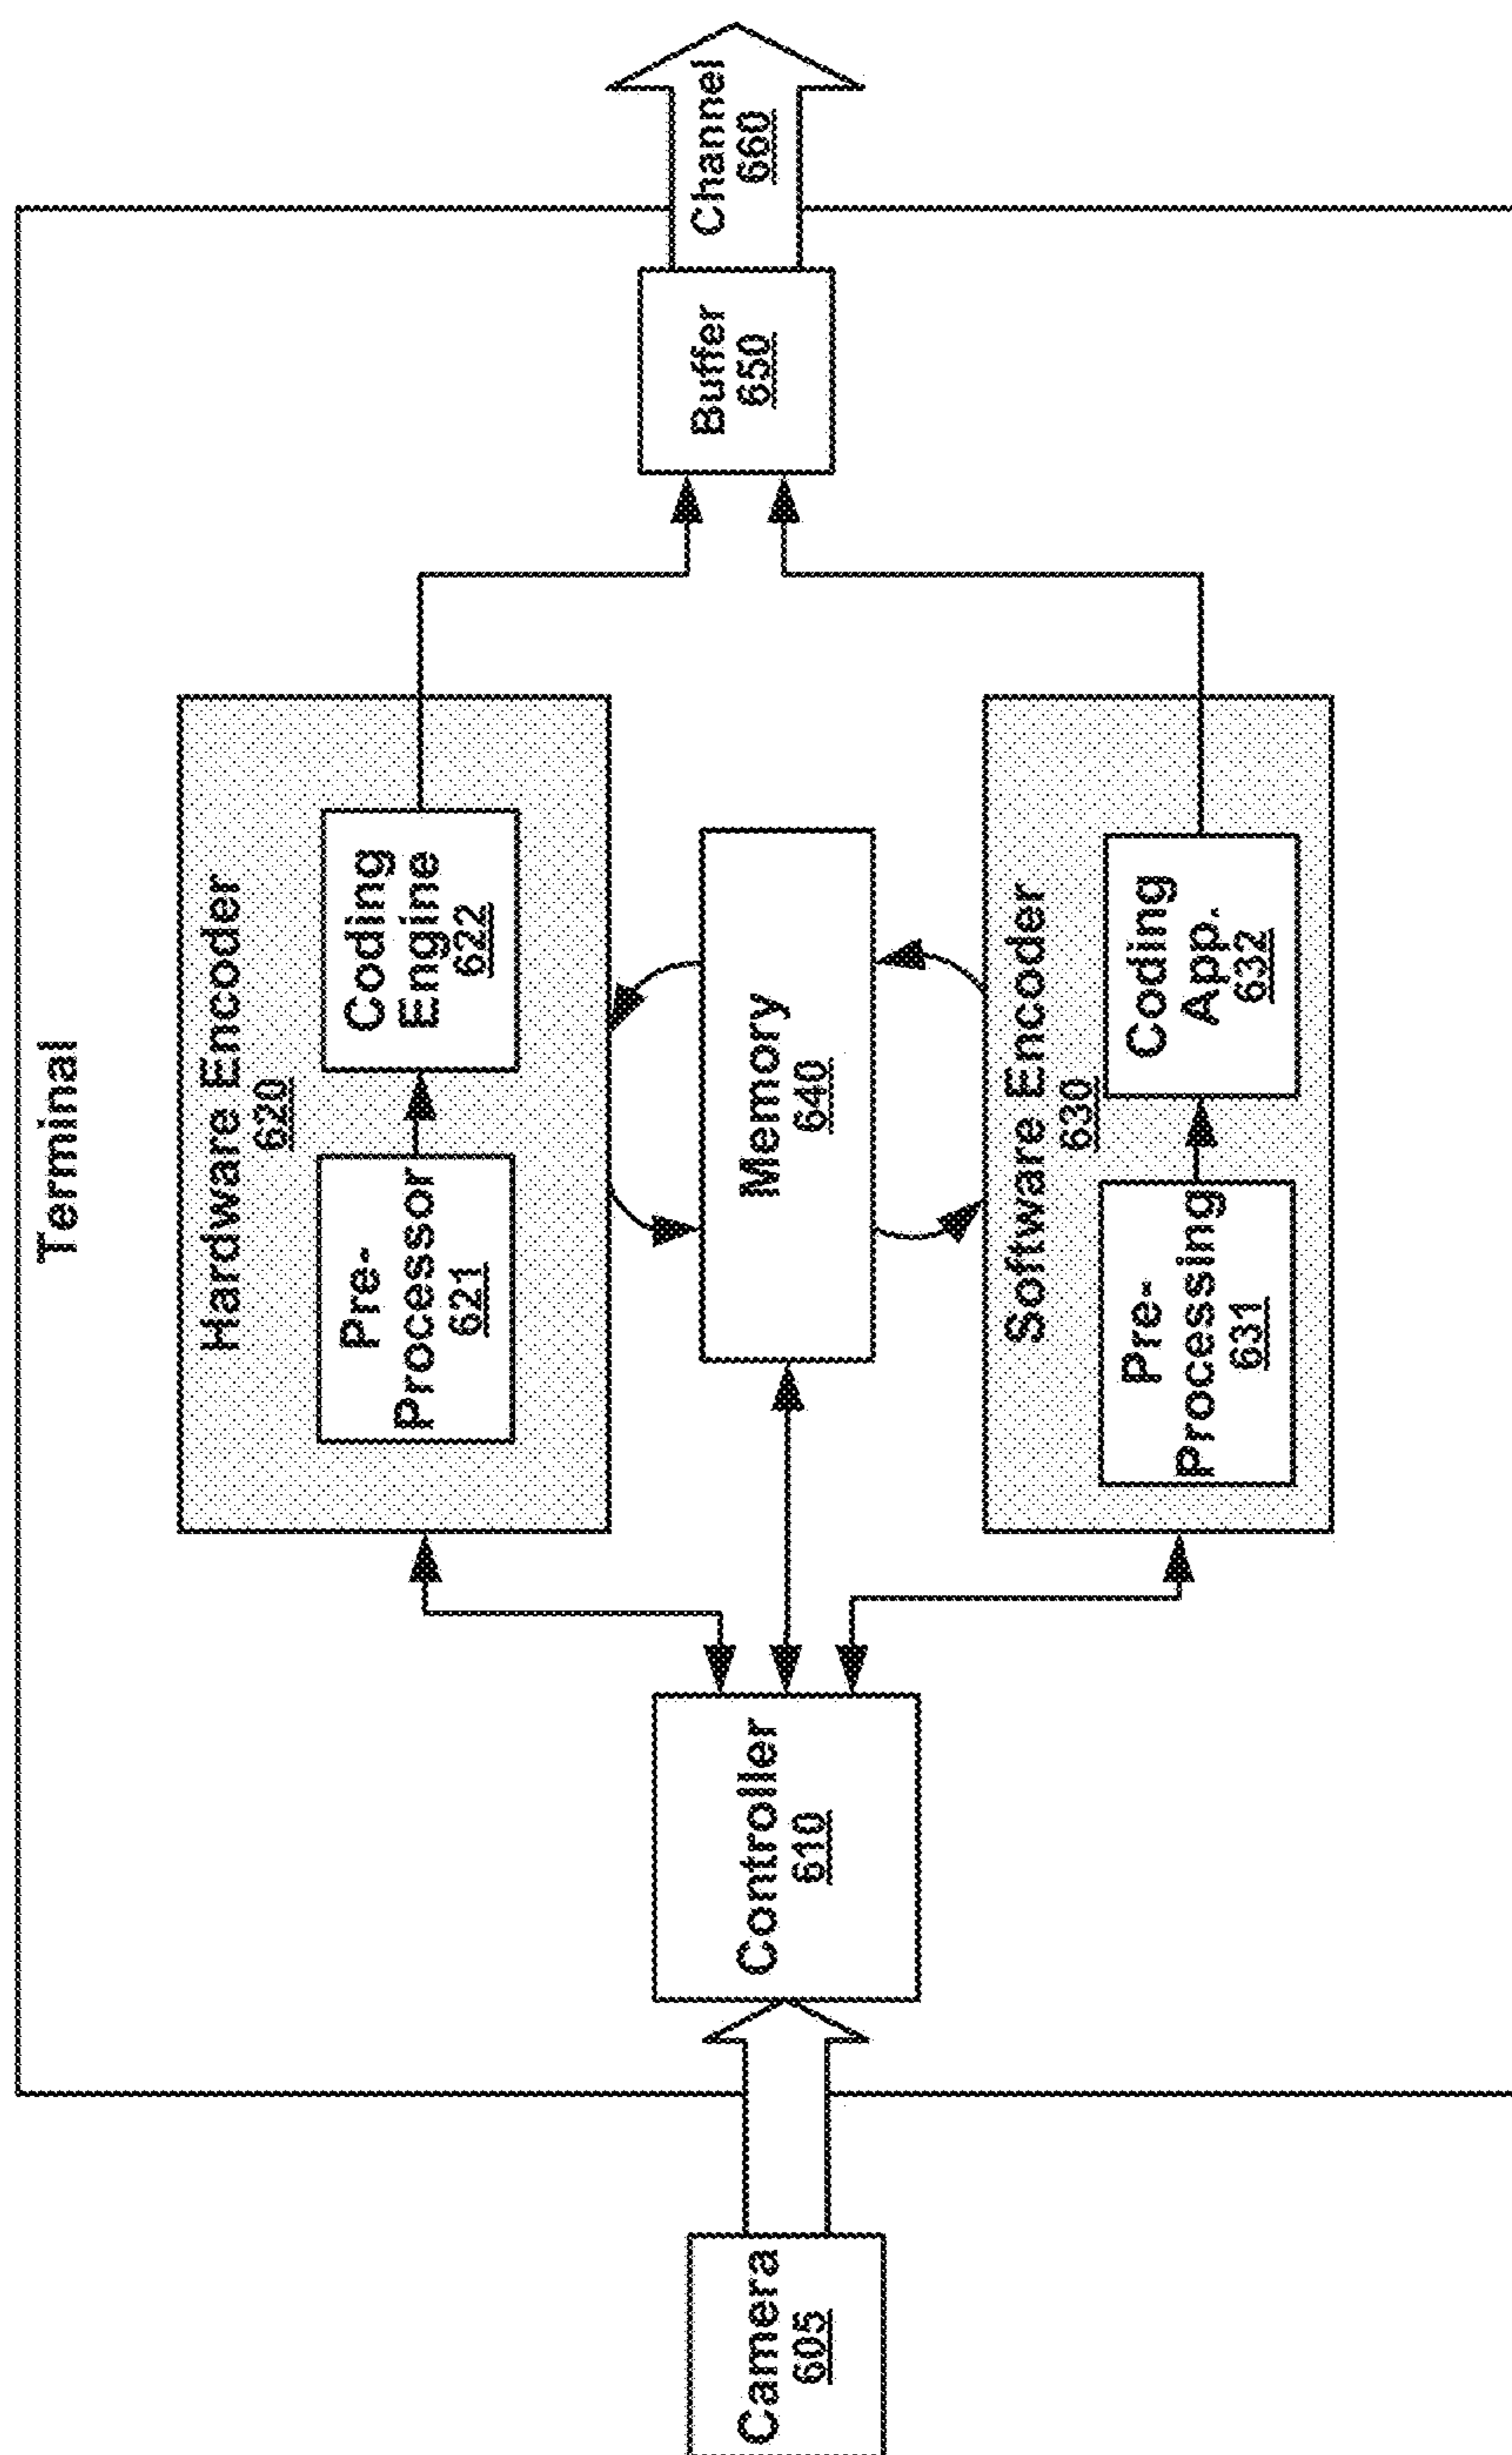 Terminal
Hardware Encoder
620
Pre-
Processor
621
Coding
Engine
622
Camera
605
Controller
610
Memory
640
Buffer
650
Channel
660
Software Encoder
630
Pre-
Processing
631
Coding
App.
632